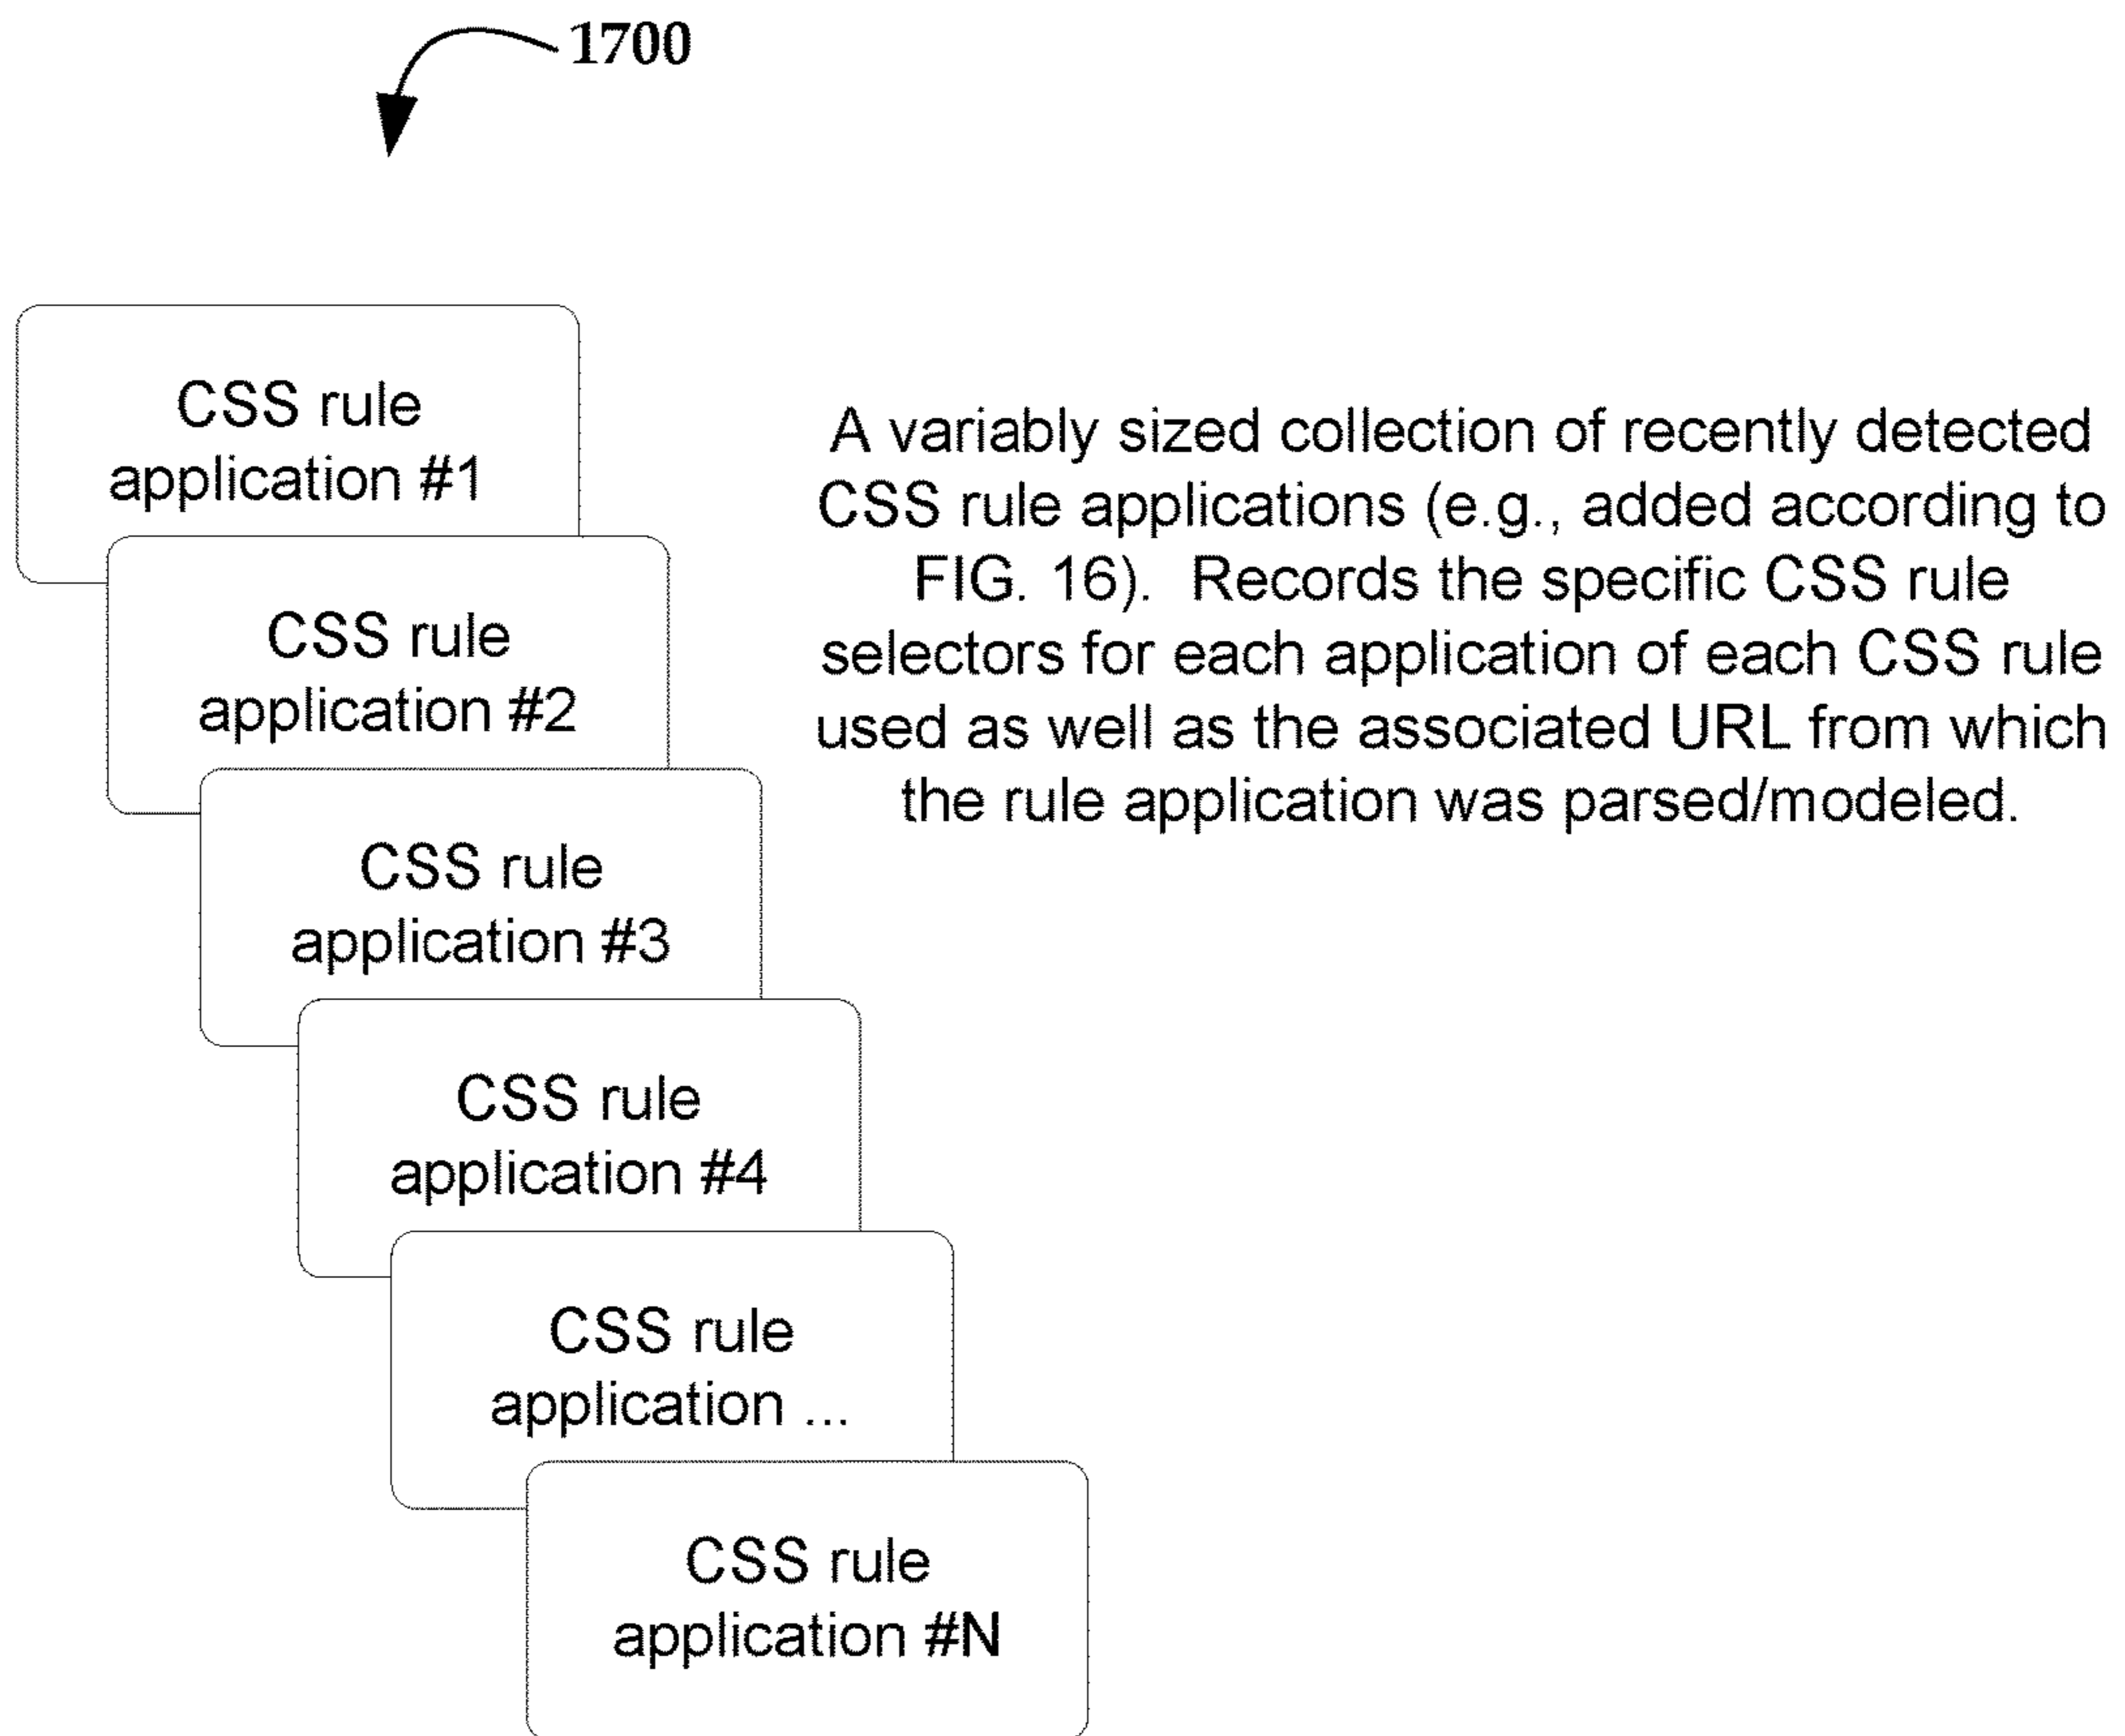 1700
CSS rule
application #1
A variably sized collection of recently detected
CSS rule applications (e.g., added according to
FIG. 16).  Records the specific CSS rule
selectors for each application of each CSS rule
used as well as the associated URL from which
the rule application was parsed/modeled.
CSS rule
application #2
CSS rule
application #3
CSS rule
application #4
CSS rule
application ...
CSS rule
application #N